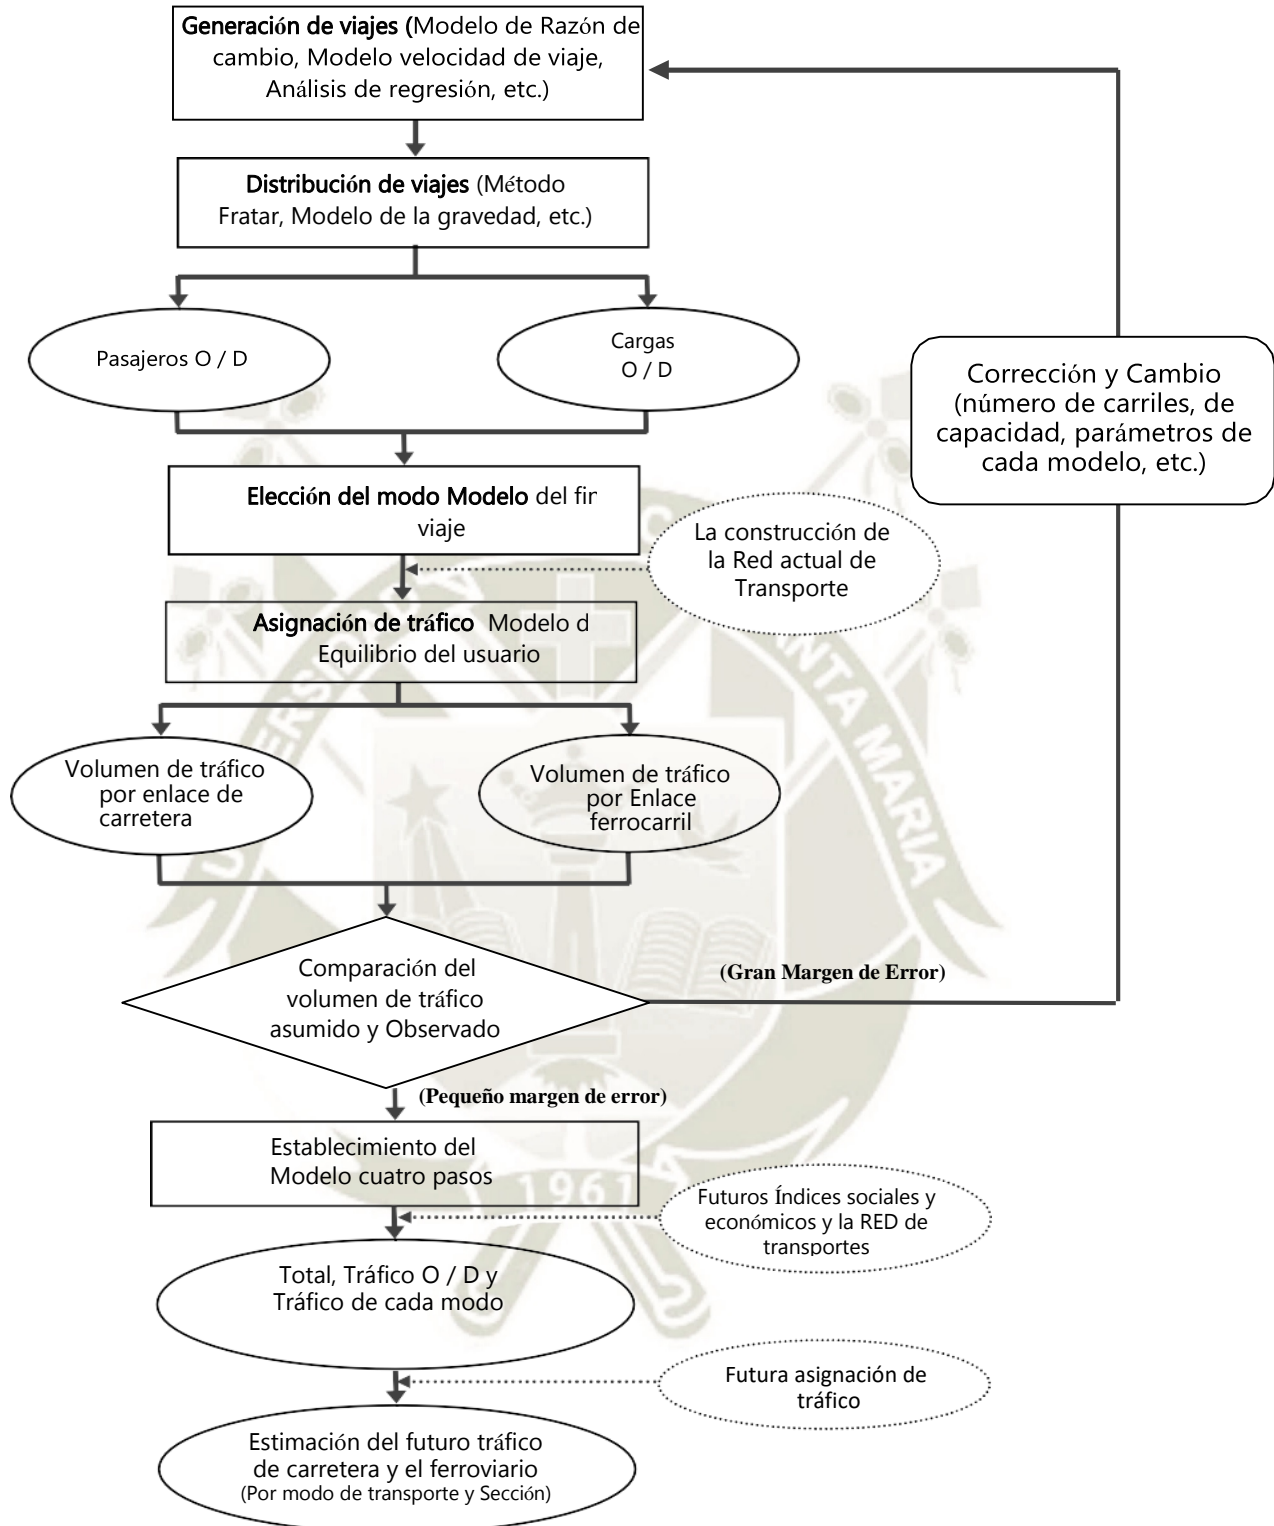 Generación de viajes (Modelo de Razón de
cambio, Modelo velocidad de viaje,
Análisis de regresión, etc.)
Distribución de viajes (Método
Fratar, Modelo de la gravedad, etc.)
Pasajeros O / D
Cargas
O / D
Corrección y Cambio
(número de carriles, de
capacidad, parámetros de
cada modelo, etc.)
Elección del modo Modelo del fin
viaje
La construcción de
la Red actual de
Transporte
Asignación de tráfico Modelo d
Equilibrio del usuario
Volumen de tráfico
por enlace de
carretera
Volumen de tráfico
por Enlace
ferrocarril
Comparación del
volumen de tráfico
asumido y Observado
(Gran Margen de Error)
(Pequeño margen de error)
Establecimiento del
Modelo cuatro pasos
Futuros Índices sociales y
económicos y la RED de
transportes
Total, Tráfico O / D y
Tráfico de cada modo
Futura asignación de
tráfico
Estimación del futuro tráfico
de carretera y el ferroviario
(Por modo de transporte y Sección)
1961